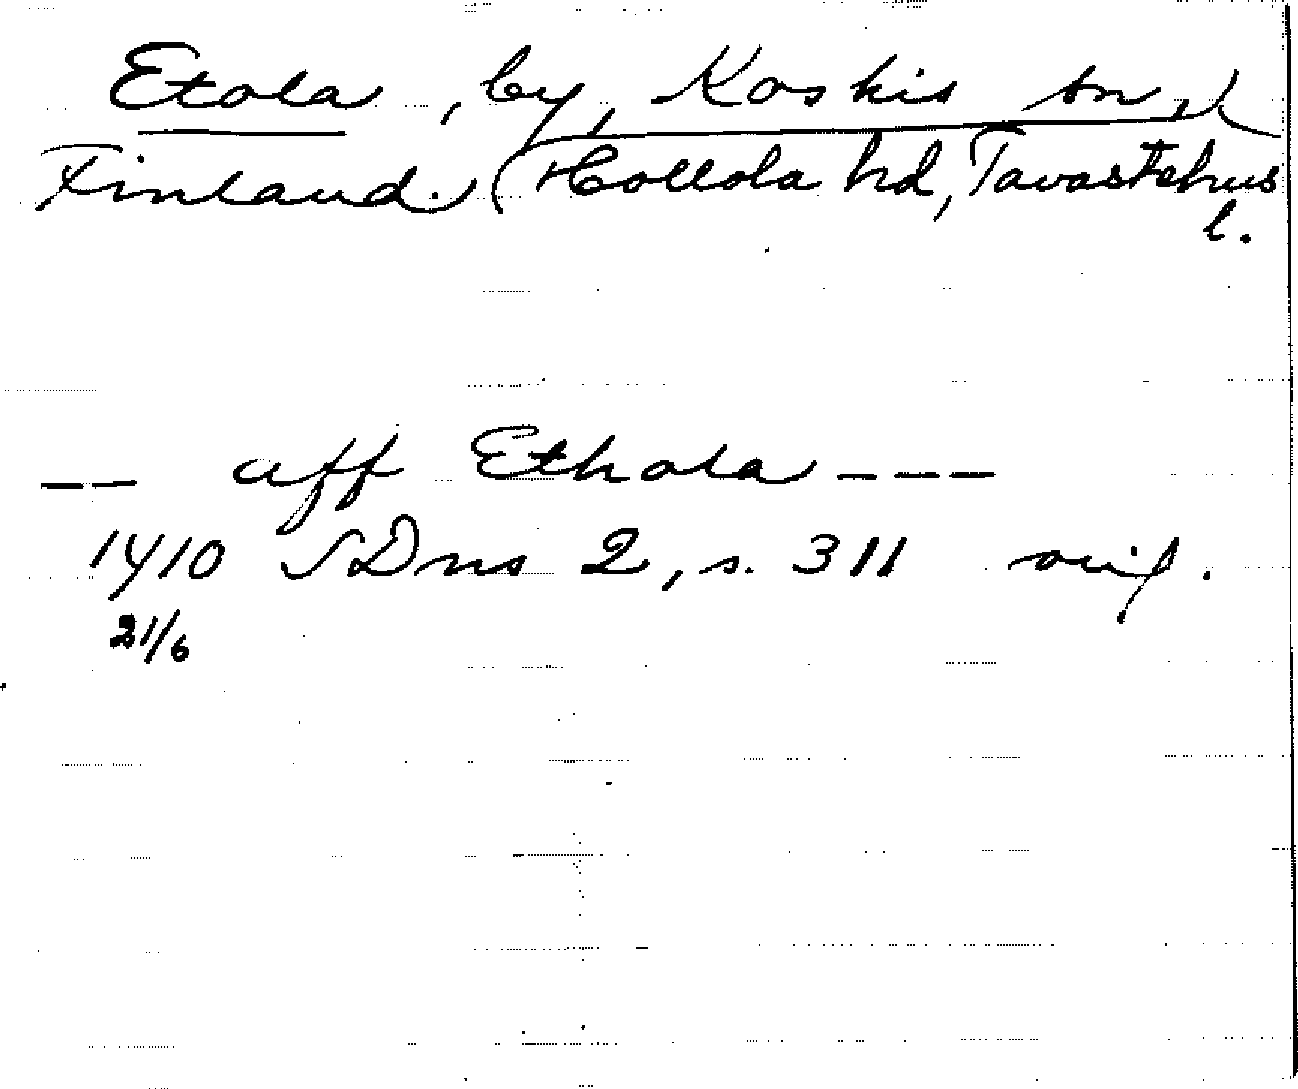 Etola, by, Koskis sn,
Finland. (Hollola hd, Tavastehus
l.
-- aff Ethola ---
1410 SDns 2, s. 311 orig.
21/6